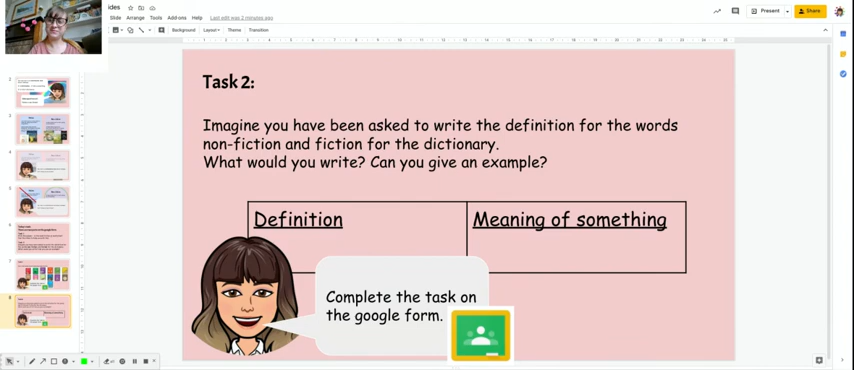 ides
Slide Arrange Tools Add-ons Help Last edit was 2 minutes ago
Present
Share
Background Layout Theme Transition
Task 2:
Imagine you have been asked to write the definition for the words
non-fiction and fiction for the dictionary.
What would you write? Can you give an example?
Definition Meaning of something
Complete the task on
the google form.